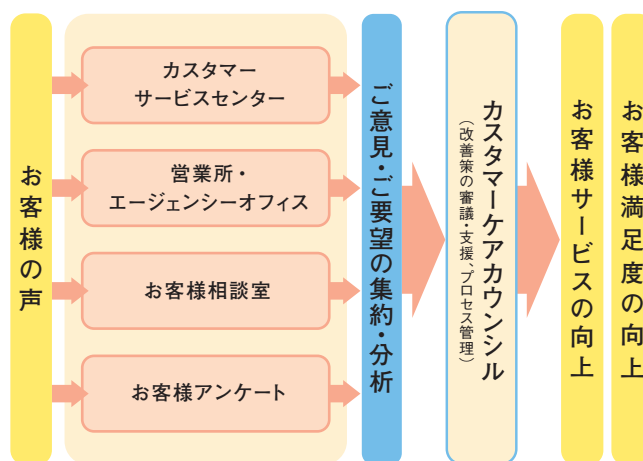 お客様の声
カスタマー
サービスセンター
営業所・
エージェンシーオフィス
お客様相談室
お客様アンケート
ご意見・ご要望の集約・分析
カスタマーケアカウンシル
（改善策の審議・支援、プロセス管理）
お客様サービスの向上
お客様満足度の向上